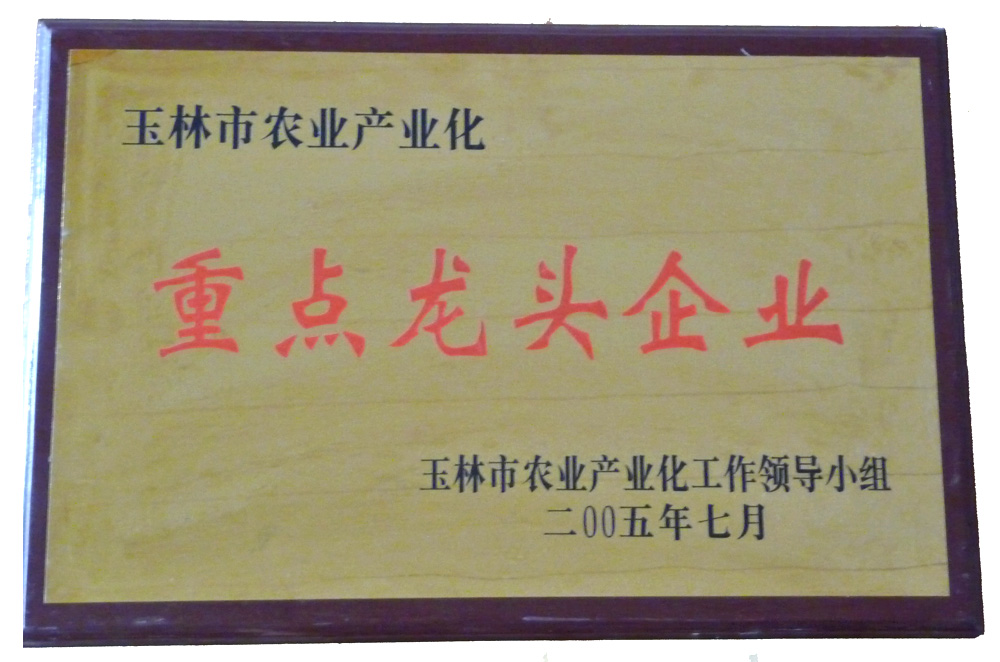 玉林市农业产业化
重点龙头企业
玉林市农业产业化工作领导小组
二00五年七月